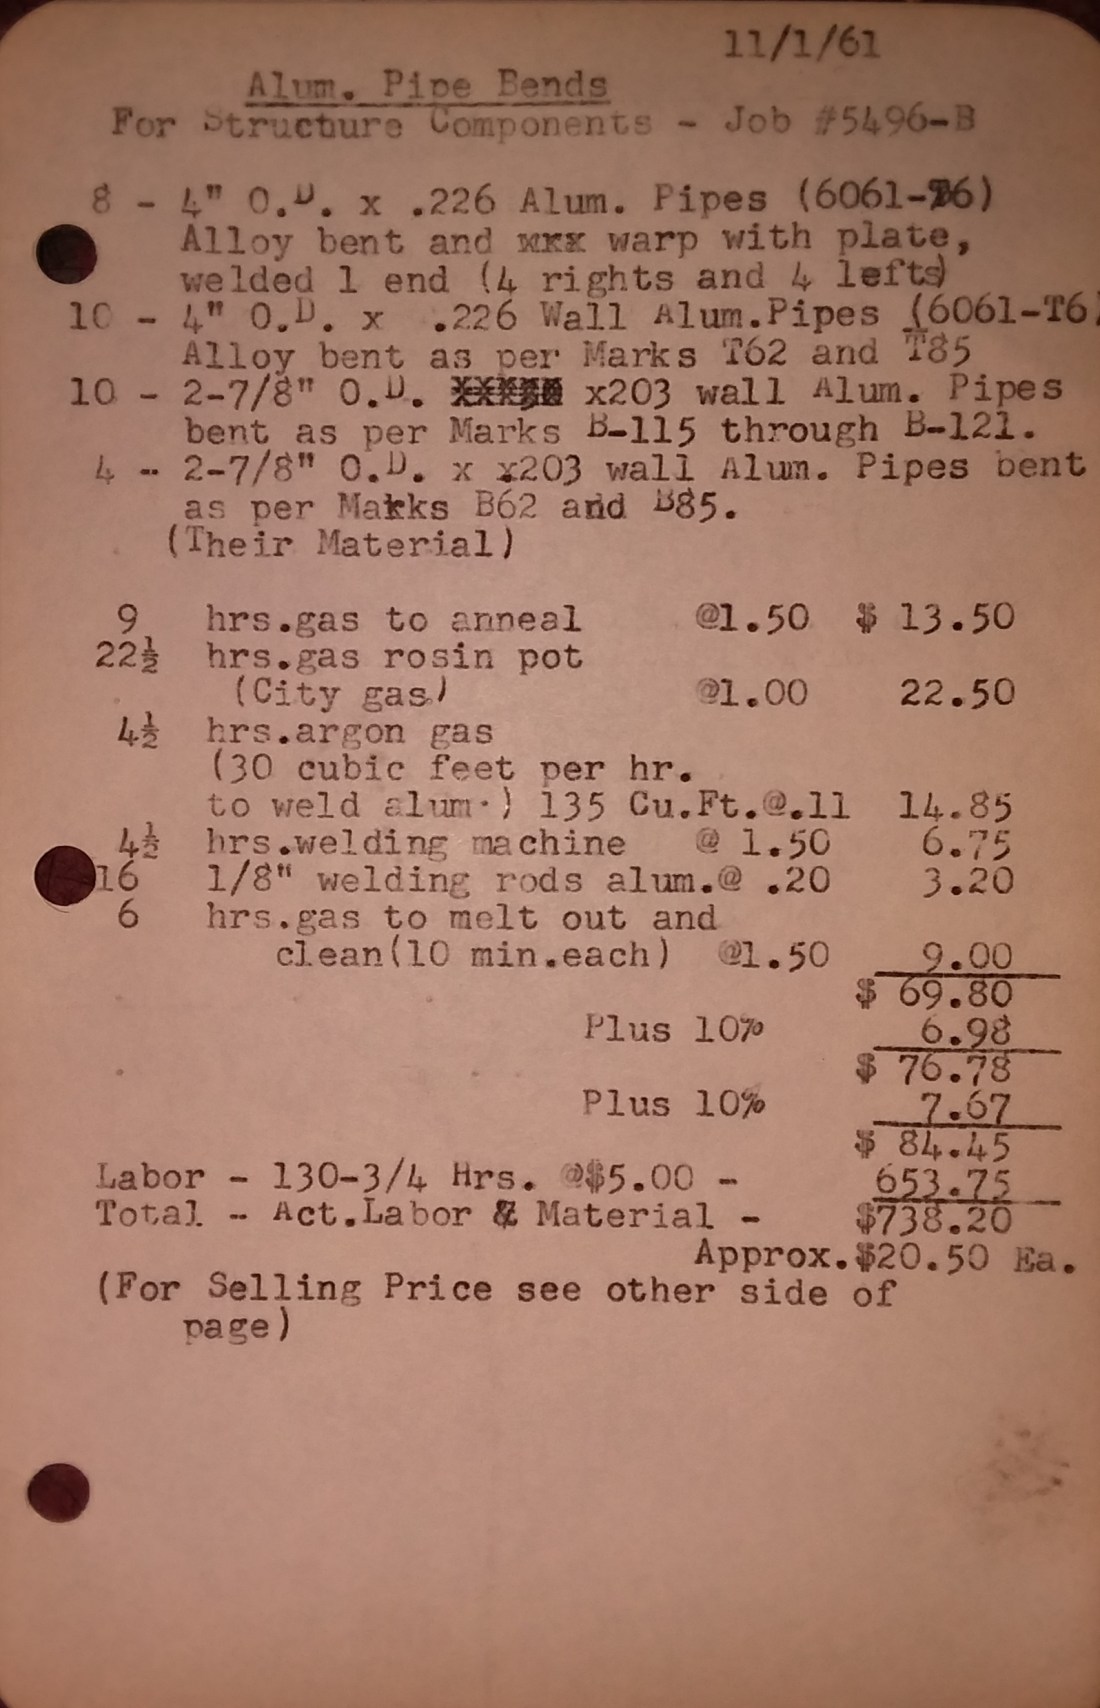 11/1/61
Alum. Pipe Bends
For Structure Components - Job #5496-B
8 - 4" O.D. x .226 Alum. Pipes (6061-T6)
Alloy bent and xxx warp with plate,
welded 1 end (4 rights and 4 lefts)
10 - 4" O.D. x .226 Wall Alum.Pipes (6061-T6)
Alloy bent as per Marks T62 and T85
10 - 2-7/8" O.D. x203 wall Alum. Pipes
bent as per Marks B-115 through B-121.
4 - 2-7/8" O.D. x x203 wall Alum. Pipes bent
as per Markks B62 and B85.
(Their Material)
9 hrs.gas to anneal @1.50 $ 13.50
22½ hrs.gas rosin pot
(City gas) @1.00 22.50
4½ hrs.argon gas
(30 cubic feet per hr.
to weld alum.) 135 Cu.Ft.@.11 14.85
4½ hrs.welding machine @ 1.50 6.75
16 1/8" welding rods alum.@ .20 3.20
6 hrs.gas to melt out and
clean(10 min.each) @1.50 9.00
$ 69.80
Plus 10% 6.98
$ 76.78
Plus 10% 7.67
$ 84.45
Labor - 130-3/4 Hrs. @$5.00 - 653.75
Total - Act.Labor & Material - $738.20
Approx.$20.50 Ea.
(For Selling Price see other side of
page)